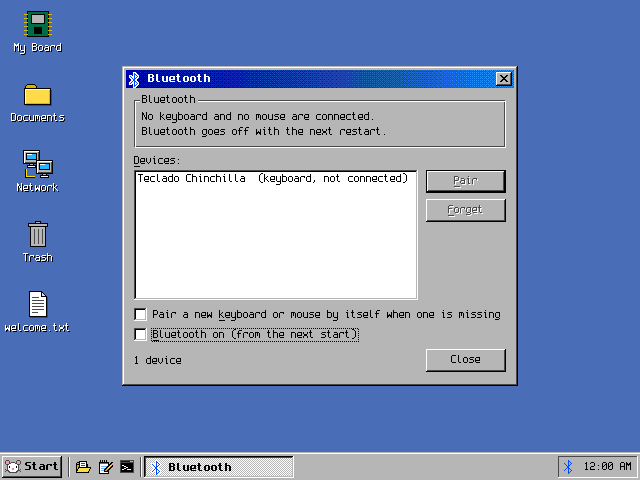 My Board
Documents
Network
Trash
welcome.txt
Bluetooth
Bluetooth
No keyboard and no mouse are connected.
Bluetooth goes off with the next restart.
Devices:
Teclado Chinchilla  (keyboard, not connected)
Pair
Forget
Pair a new keyboard or mouse by itself when one is missing
Bluetooth on (from the next start)
1 device
Close
Start
Bluetooth
12:00 AM